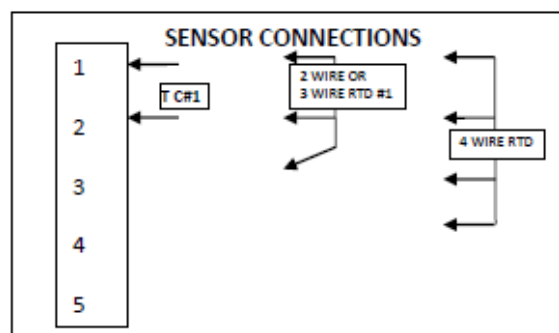 SENSOR CONNECTIONS
1
T C#1
2 WIRE OR
3 WIRE RTD #1
2
4 WIRE RTD
3
4
5